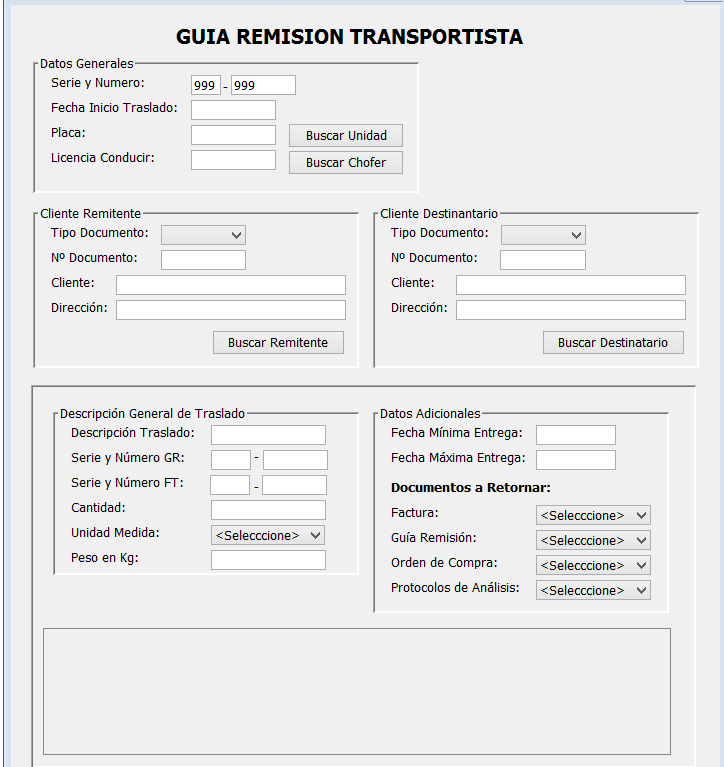 GUIA REMISION TRANSPORTISTA
Datos Generales
Serie y Numero: 999 - 999
Fecha Inicio Traslado:
Placa: Buscar Unidad
Licencia Conducir: Buscar Chofer
Cliente Remitente
Tipo Documento:
Nº Documento:
Cliente:
Dirección:
Buscar Remitente
Cliente Destinantario
Tipo Documento:
Nº Documento:
Cliente:
Dirección:
Buscar Destinatario
Descripción General de Traslado
Descripción Traslado:
Serie y Número GR: -
Serie y Número FT: -
Cantidad:
Unidad Medida: <Selecccione>
Peso en Kg:
Datos Adicionales
Fecha Mínima Entrega:
Fecha Máxima Entrega:
Documentos a Retornar:
Factura: <Selecccione>
Guía Remisión: <Selecccione>
Orden de Compra: <Selecccione>
Protocolos de Análisis: <Selecccione>